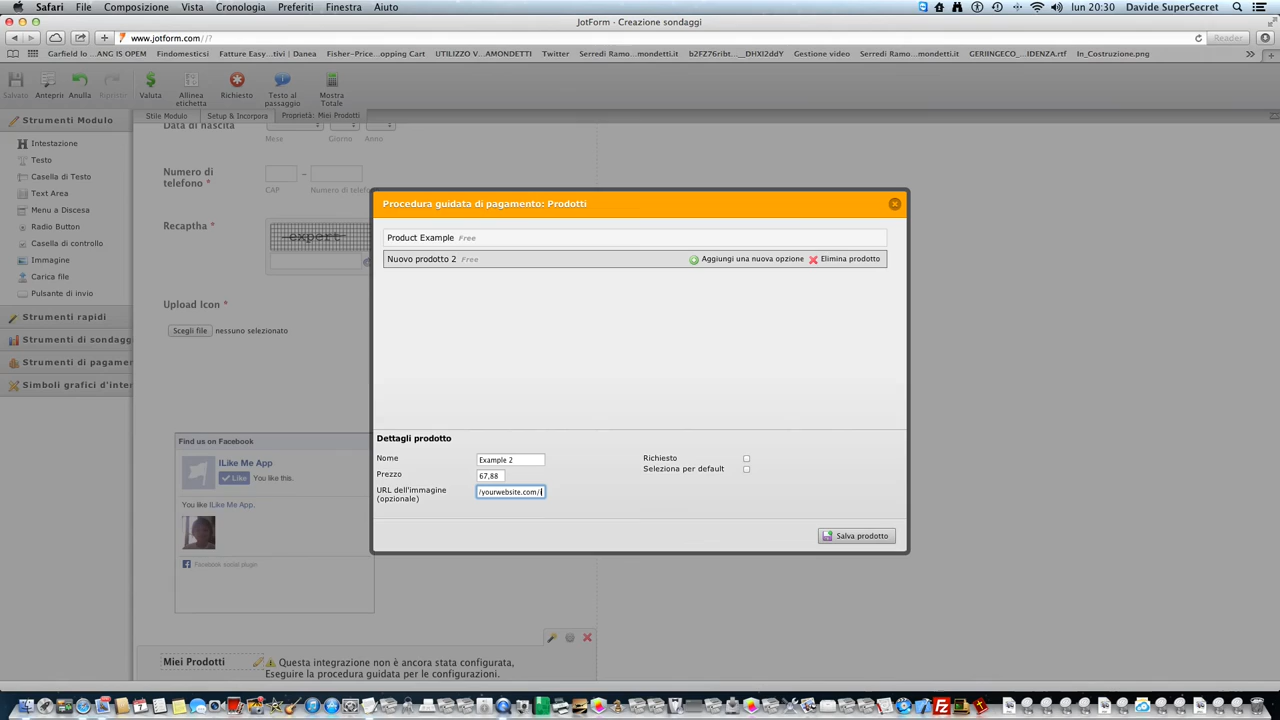 Safari File Composizione Vista Cronologia Preferiti Finestra Aiuto lun 20:30 Davide SuperSecret
JotForm - Creazione sondaggi
www.jotform.com//? Reader
Garfield lo ANG IS OPEM Findomestici Fatture Easy...tivi | Danea Fisher-Price...opping Cart UTILIZZO V...AMONDETTI Twitter Serredi Ramo...mondetti.it b2FZ76ribt...__DHXI2ddY Gestione video Serredi Ramo...mondetti.it GERIINGECO...IDENZA.rtf In_Costruzione.png
Salvato Anteprir Annulla Valuta Allinea etichetta Richiesto Testo al passaggio Mostra Totale
Strumenti Modulo Stile Modulo Setup & Incorpora Proprietà: Miei Prodotti
Intestazione
Testo
Casella di Testo
Text Area
Menu a Discesa
Radio Button
Casella di controllo
Immagine
Carica file
Pulsante di invio
Strumenti rapidi
Strumenti di sondagg
Strumenti di pagamer
Simboli grafici d'inter
Data di nascita
Mese Giorno Anno
Numero di telefono *
CAP Numero di telefo
Recaptha *
expert
Upload Icon *
Scegli file nessuno selezionato
Find us on Facebook
ILike Me App
Like You like this.
You like ILike Me App.
Facebook social plugin
Miei Prodotti Questa integrazione non è ancora stata configurata,
Eseguire la procedura guidata per le configurazioni.
Procedura guidata di pagamento: Prodotti
Product Example Free
Nuovo prodotto 2 Free Aggiungi una nuova opzione Elimina prodotto
Dettagli prodotto
Nome Example 2 Richiesto
Prezzo 67,88 Seleziona per default
URL dell'immagine (opzionale) /yourwebsite.com/i
Salva prodotto